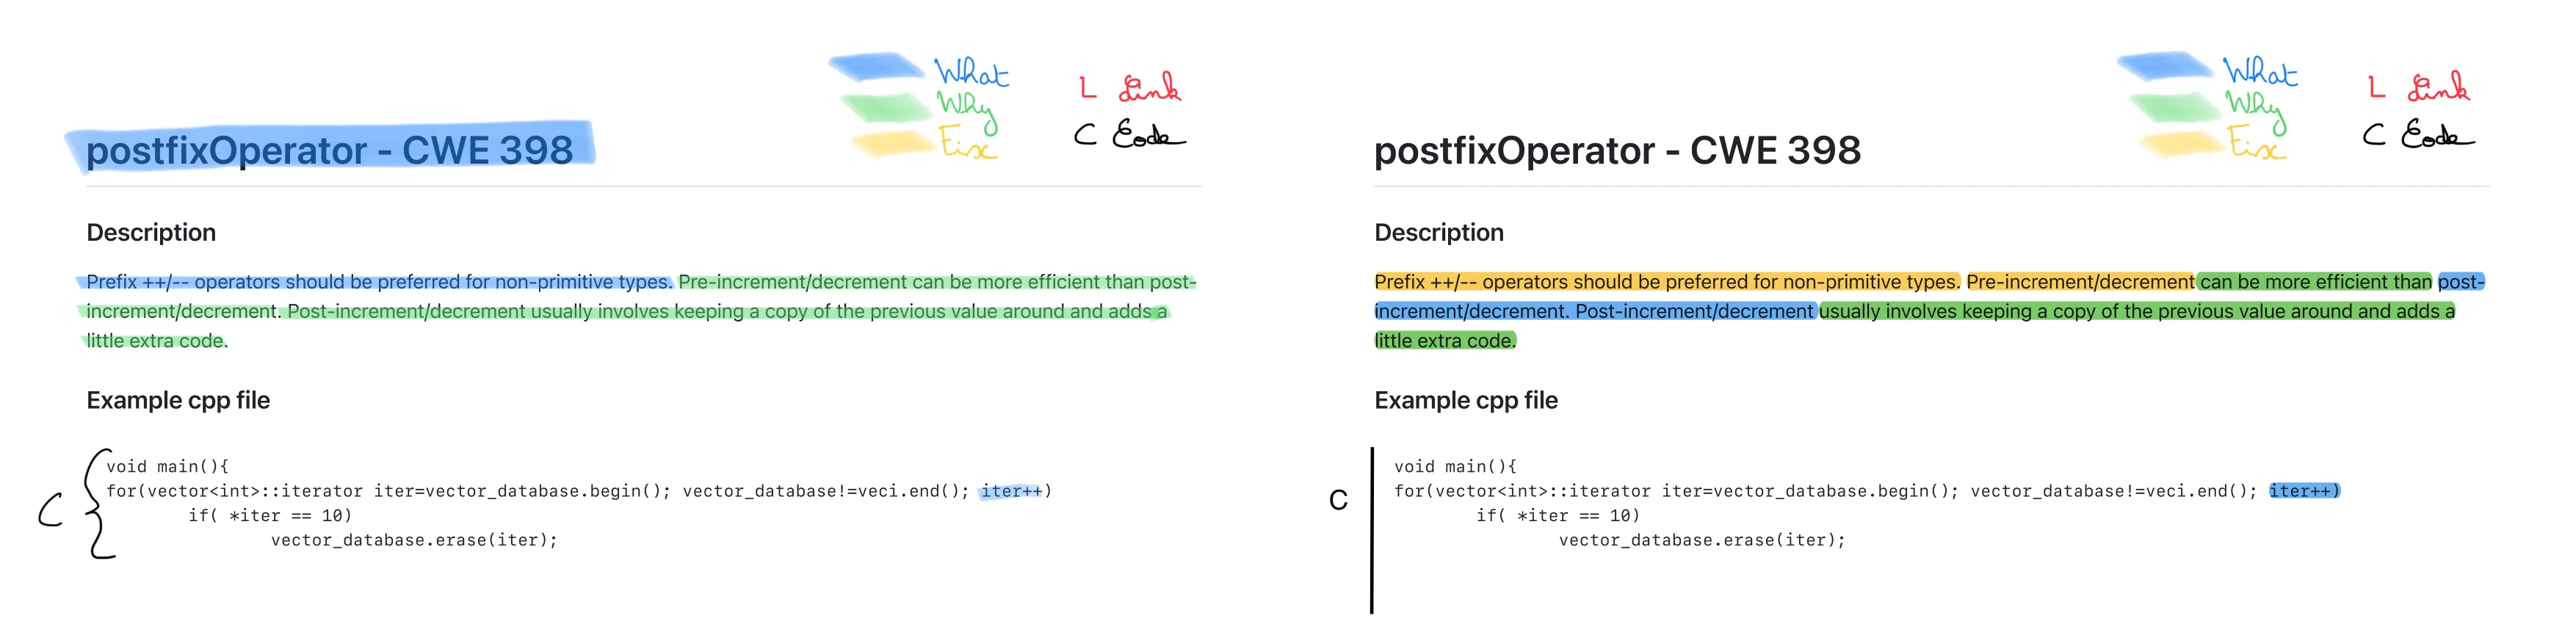 What
Why
Fix
L Link
C Code
postfixOperator - CWE 398
Description
Prefix ++/-- operators should be preferred for non-primitive types. Pre-increment/decrement can be more efficient than post-
increment/decrement. Post-increment/decrement usually involves keeping a copy of the previous value around and adds a
little extra code.
Example cpp file
C
void main(){
for(vector<int>::iterator iter=vector_database.begin(); vector_database!=veci.end(); iter++)
if( *iter == 10)
vector_database.erase(iter);
What
Why
Fix
L Link
C Code
postfixOperator - CWE 398
Description
Prefix ++/-- operators should be preferred for non-primitive types. Pre-increment/decrement can be more efficient than post-
increment/decrement. Post-increment/decrement usually involves keeping a copy of the previous value around and adds a
little extra code.
Example cpp file
C
void main(){
for(vector<int>::iterator iter=vector_database.begin(); vector_database!=veci.end(); iter++)
if( *iter == 10)
vector_database.erase(iter);